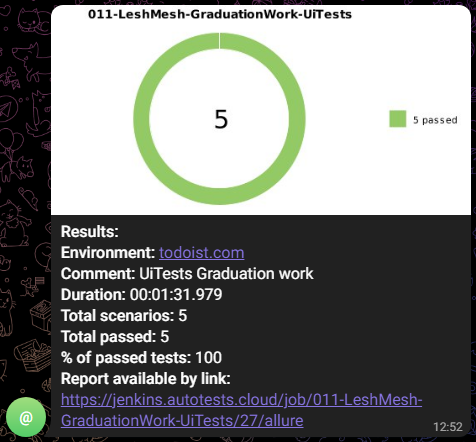 011-LeshMesh-GraduationWork-UiTests
5
5 passed
Results:
Environment: todoist.com
Comment: UiTests Graduation work
Duration: 00:01:31.979
Total scenarios: 5
Total passed: 5
% of passed tests: 100
Report available by link:
https://jenkins.autotests.cloud/job/011-LeshMesh-
GraduationWork-UiTests/27/allure
@
12:52